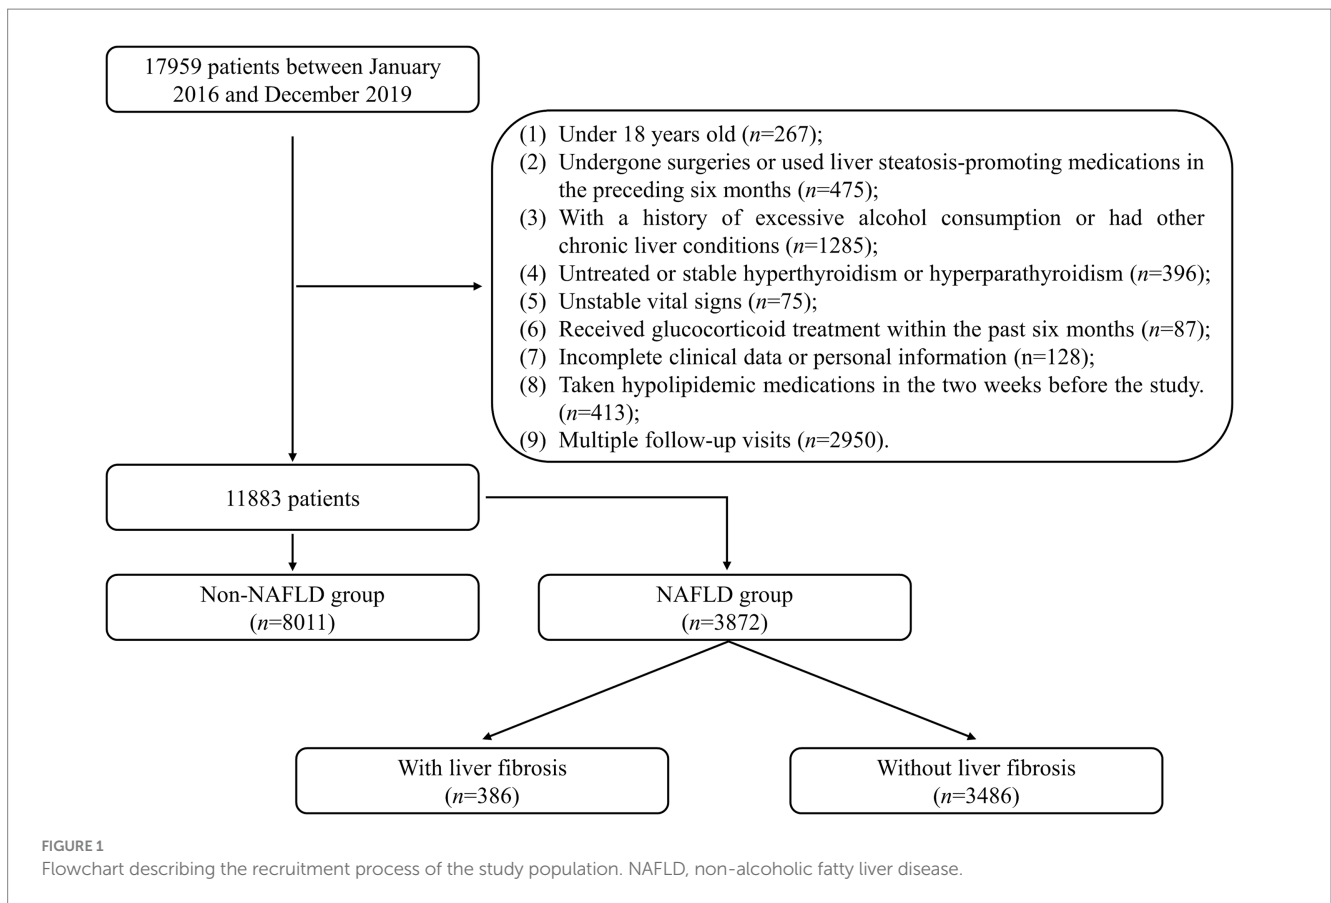 17959 patients between January
2016 and December 2019
(1) Under 18 years old (n=267);
(2) Undergone surgeries or used liver steatosis-promoting medications in
the preceding six months (n=475);
(3) With a history of excessive alcohol consumption or had other
chronic liver conditions (n=1285);
(4) Untreated or stable hyperthyroidism or hyperparathyroidism (n=396);
(5) Unstable vital signs (n=75);
(6) Received glucocorticoid treatment within the past six months (n=87);
(7) Incomplete clinical data or personal information (n=128);
(8) Taken hypolipidemic medications in the two weeks before the study.
(n=413);
(9) Multiple follow-up visits (n=2950).
11883 patients
Non-NAFLD group
(n=8011)
NAFLD group
(n=3872)
With liver fibrosis
(n=386)
Without liver fibrosis
(n=3486)
FIGURE 1
Flowchart describing the recruitment process of the study population. NAFLD, non-alcoholic fatty liver disease.